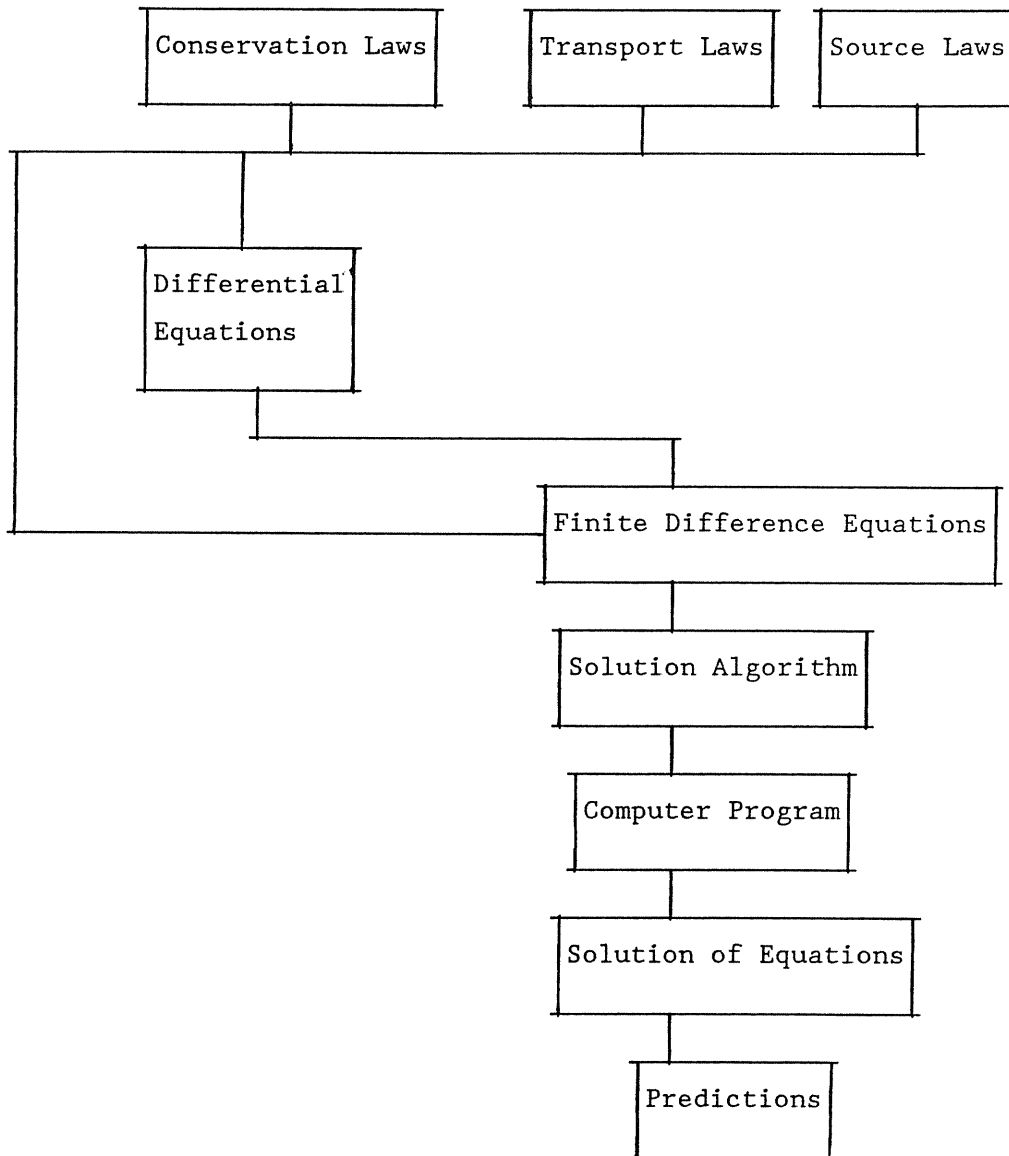 Conservation Laws
Transport Laws
Source Laws
Differential
Equations
Finite Difference Equations
Solution Algorithm
Computer Program
Solution of Equations
Predictions